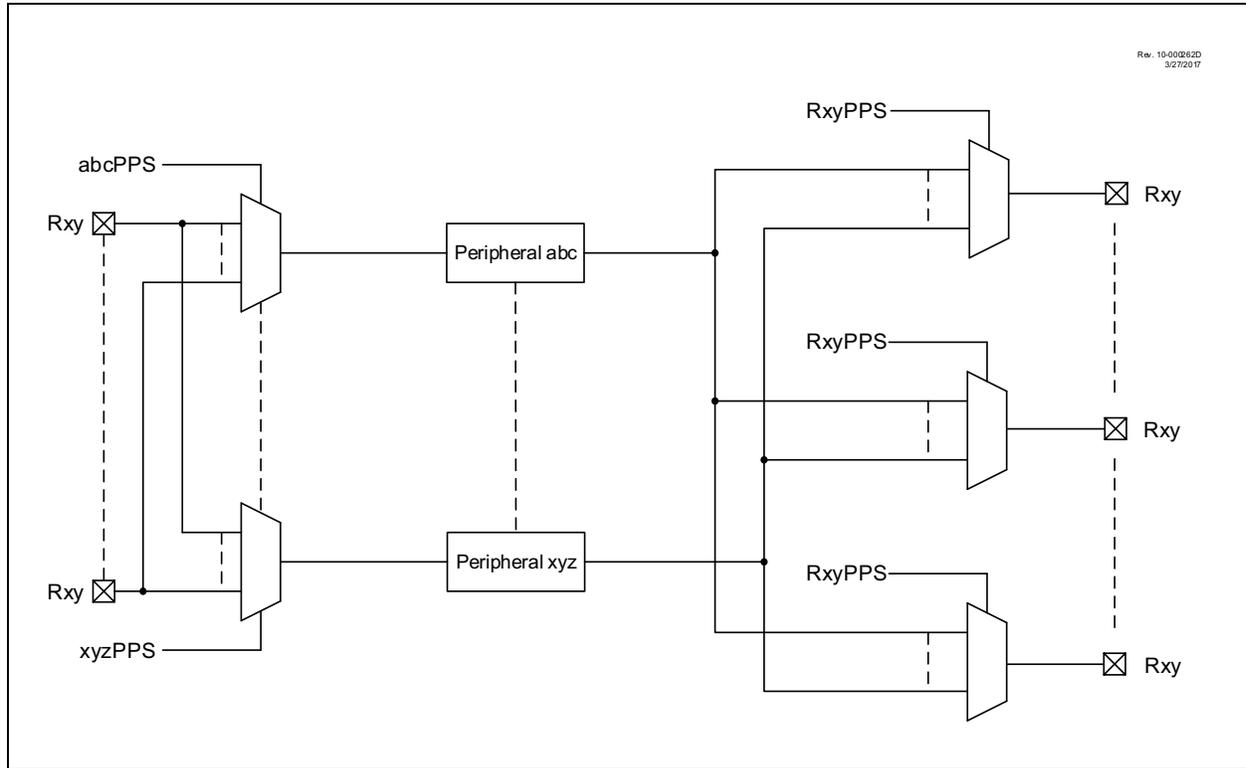 Rev. 10-000262D
3/27/2017
RxyPPS
abcPPS
Rxy
Rxy
Peripheral abc
RxyPPS
Rxy
RxyPPS
Peripheral xyz
Rxy
xyzPPS
Rxy